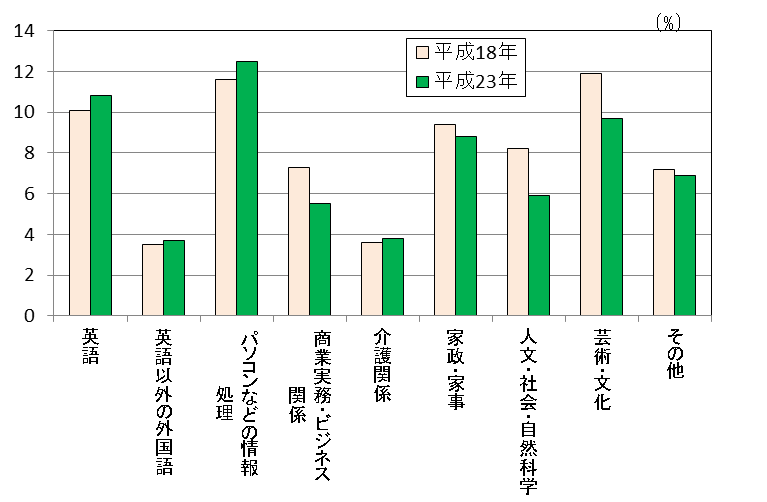 (%)
14
12
10
8
6
4
2
0
平成18年
平成23年
英語
英語以外の外国語
パソコンなどの情報
処理
商業実務・ビジネス
関係
介護関係
家政・家事
人文・社会・自然科学
芸術・文化
その他